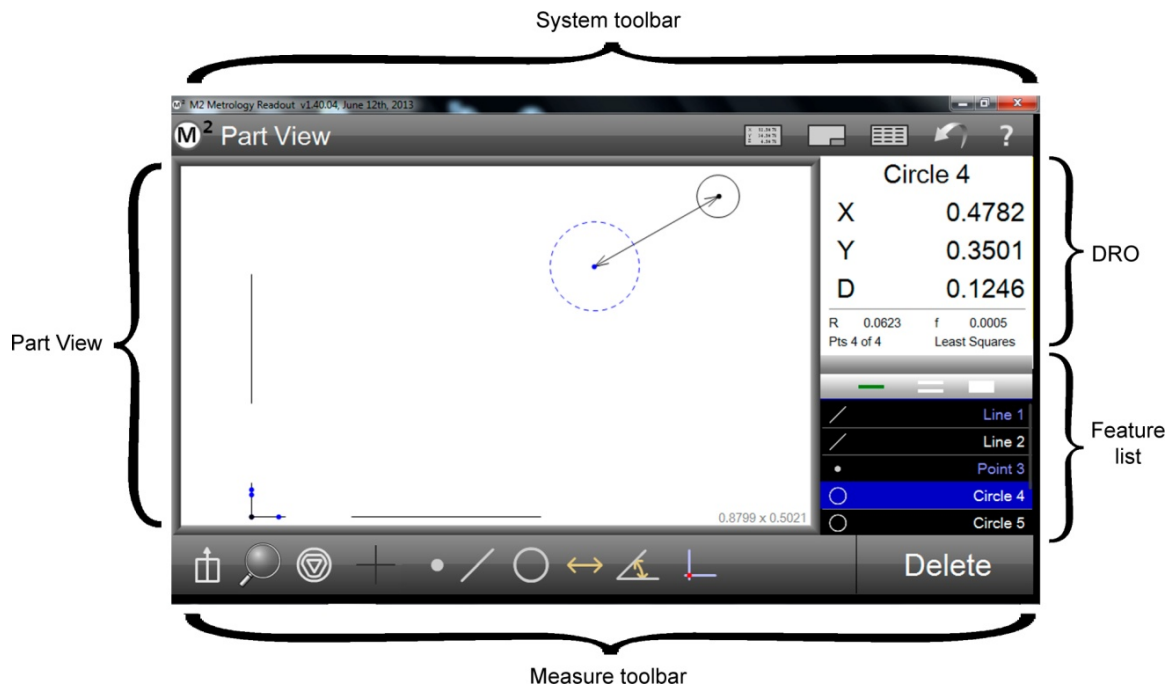 System toolbar
M2 M2 Metrology Readout v1.40.04, June 12th, 2013
M2 Part View
?
Part View
Circle 4
X 0.4782
Y 0.3501
D 0.1246
R 0.0623 f 0.0005
Pts 4 of 4 Least Squares
DRO
Line 1
Line 2
Point 3
Circle 4
Circle 5
Feature
list
0.8799 x 0.5021
Delete
Measure toolbar